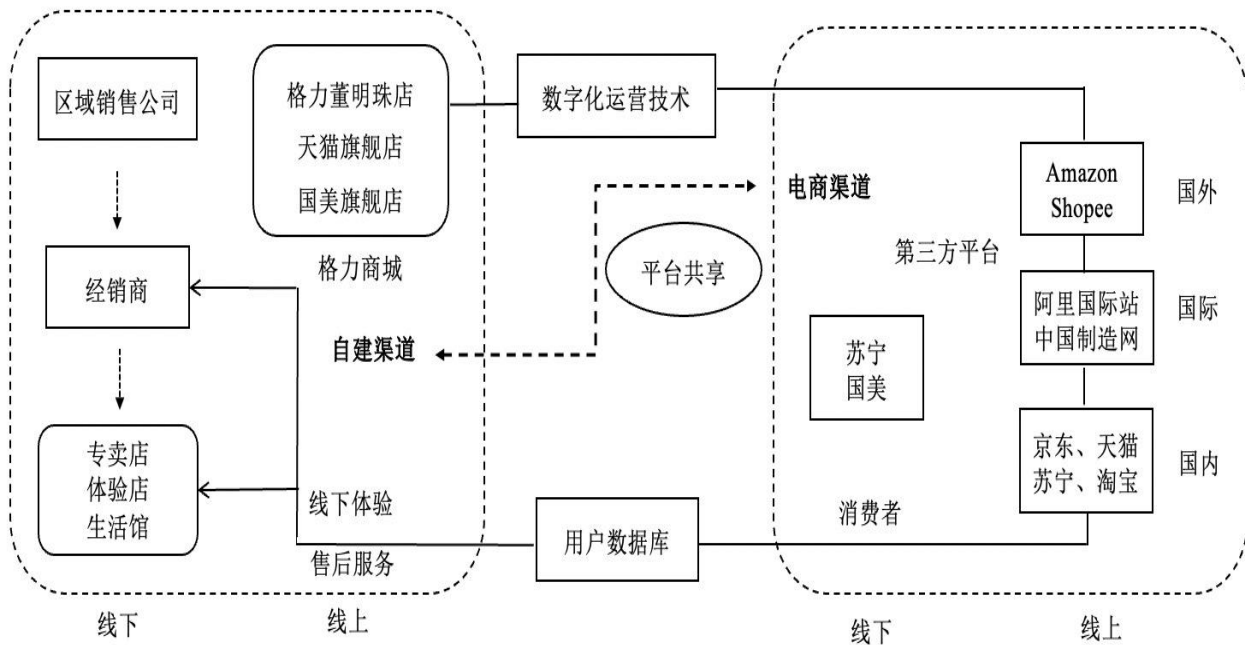 区域销售公司
格力董明珠店
天猫旗舰店
国美旗舰店
格力商城
经销商
自建渠道
专卖店
体验店
生活馆
线下体验
售后服务
线下
线上
数字化运营技术
平台共享
用户数据库
电商渠道
第三方平台
Amazon
Shopee
国外
阿里国际站
中国制造网
国际
苏宁
国美
京东、天猫
苏宁、淘宝
国内
消费者
线下
线上